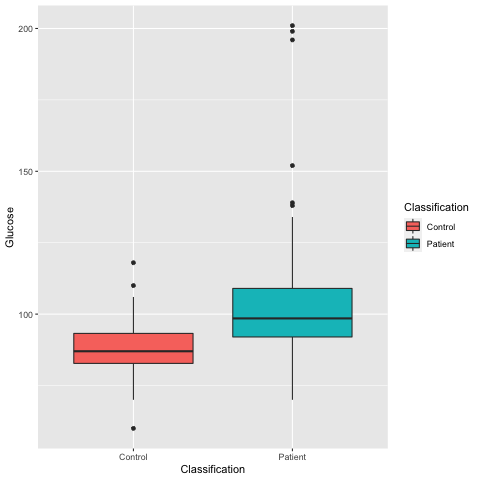 200
150
100
Glucose
Control
Patient
Classification
Classification
Control
Patient